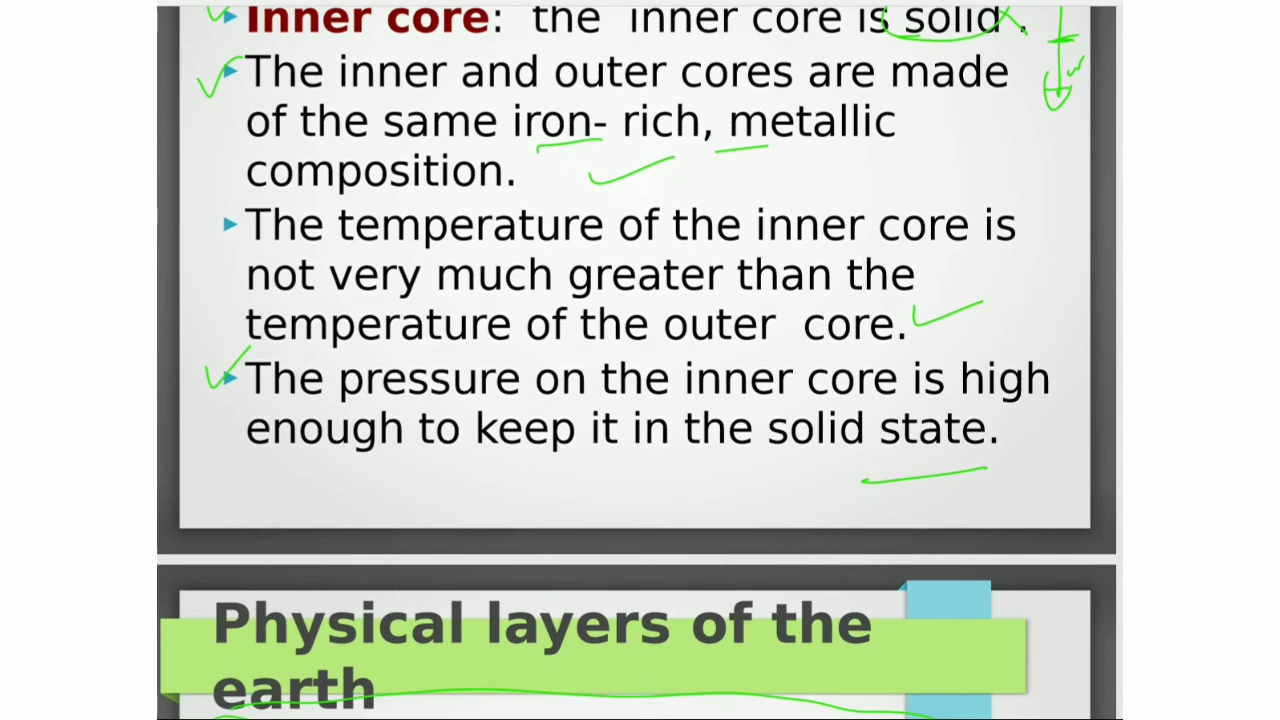 Inner core: the inner core is solid .
The inner and outer cores are made
of the same iron- rich, metallic
composition.
The temperature of the inner core is
not very much greater than the
temperature of the outer core.
The pressure on the inner core is high
enough to keep it in the solid state.
Physical layers of the
earth